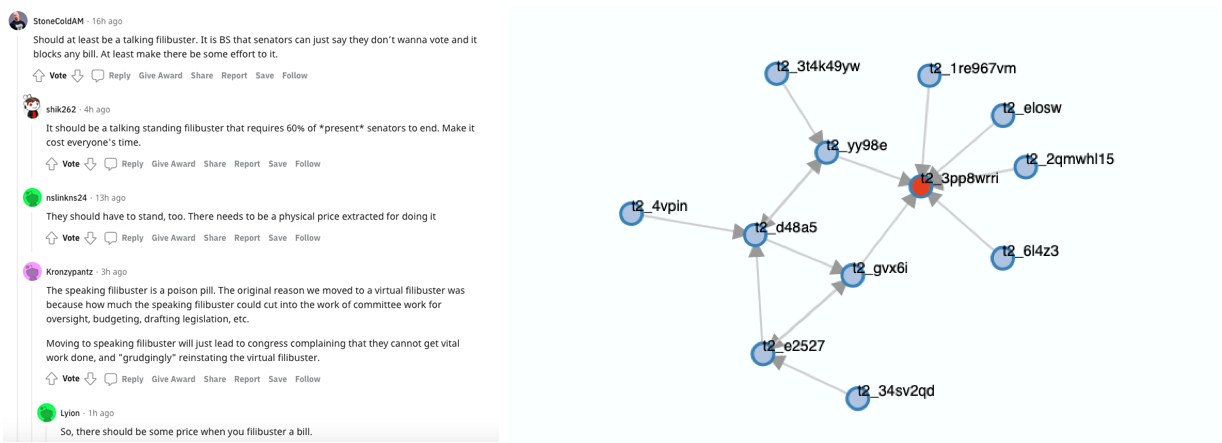 StoneColdAM · 16h ago
Should at least be a talking filibuster. It is BS that senators can just say they don't wanna vote and it
blocks any bill. At least make there be some effort to it.
Vote Reply Give Award Share Report Save Follow
shik262 · 4h ago
It should be a talking standing filibuster that requires 60% of *present* senators to end. Make it
cost everyone's time.
Vote Reply Give Award Share Report Save Follow
nslinkns24 · 13h ago
They should have to stand, too. There needs to be a physical price extracted for doing it
Vote Reply Give Award Share Report Save Follow
Kronzypantz · 3h ago
The speaking filibuster is a poison pill. The original reason we moved to a virtual filibuster was
because how much the speaking filibuster could cut into the work of committee work for
oversight, budgeting, drafting legislation, etc.
Moving to speaking filibuster will just lead to congress complaining that they cannot get vital
work done, and "grudgingly" reinstating the virtual filibuster.
Vote Reply Give Award Share Report Save Follow
Lyion · 1h ago
So, there should be some price when you filibuster a bill.
t2_3t4k49yw
t2_1re967vm
t2_elosw
t2_yy98e
t2_2qmwhl15
t2_3pp8wrri
t2_4vpin
t2_d48a5
t2_6l4z3
t2_gvx6i
t2_e2527
t2_34sv2qd